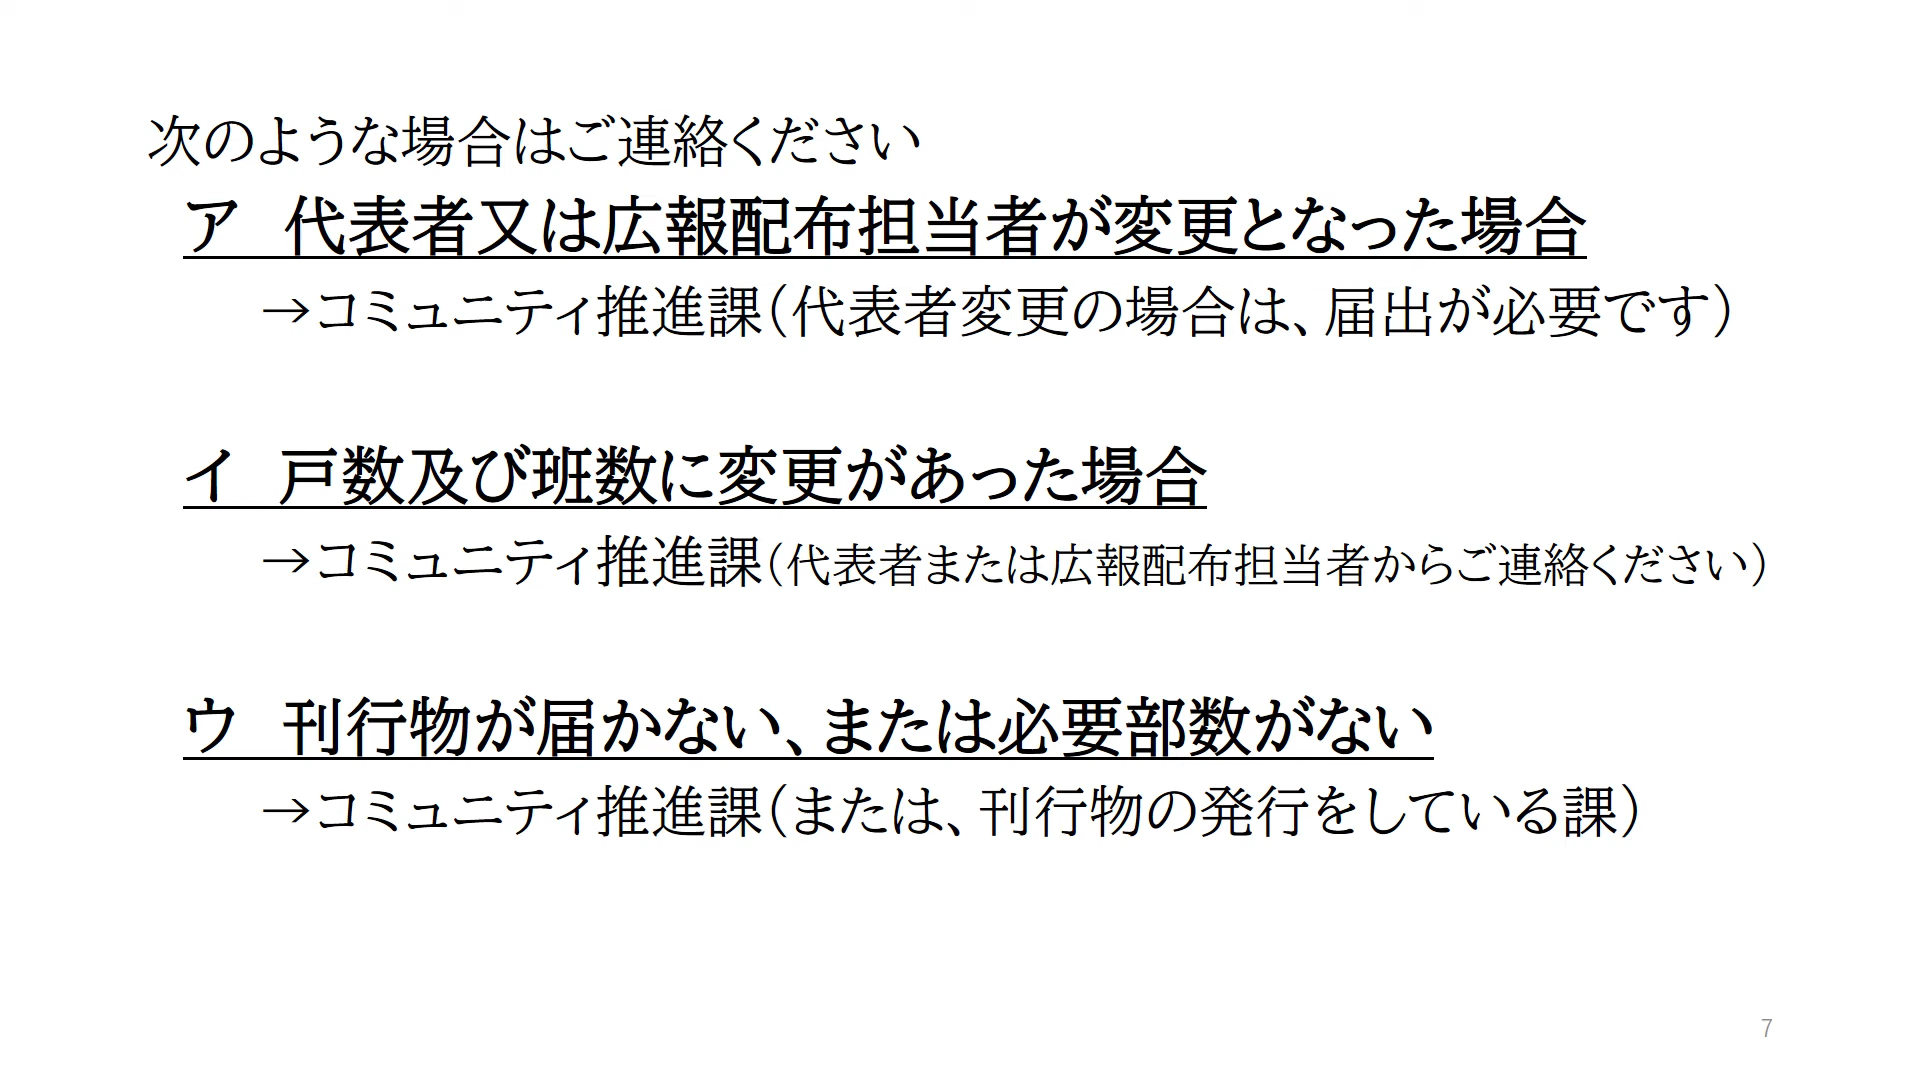 次のような場合はご連絡ください
ア　代表者又は広報配布担当者が変更となった場合
→コミュニティ推進課（代表者変更の場合は、届出が必要です）
イ　戸数及び班数に変更があった場合
→コミュニティ推進課（代表者または広報配布担当者からご連絡ください）
ウ　刊行物が届かない、または必要部数がない
→コミュニティ推進課（または、刊行物の発行をしている課）
7